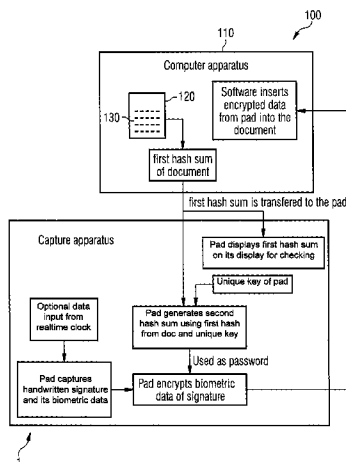 100
110
Computer apparatus
120
130
Software inserts
encrypted data
from pad into the
document
first hash sum
of document
first hash sum is transfered to the pad
Capture apparatus
Pad displays first hash sum
on its display for checking
Unique key of pad
Optional data
input from
realtime clock
Pad generates second
hash sum using first hash
from doc and unique key
Used as password
Pad captures
handwritten signature
and its biometric data
Pad encrypts biometric
data of signature
1